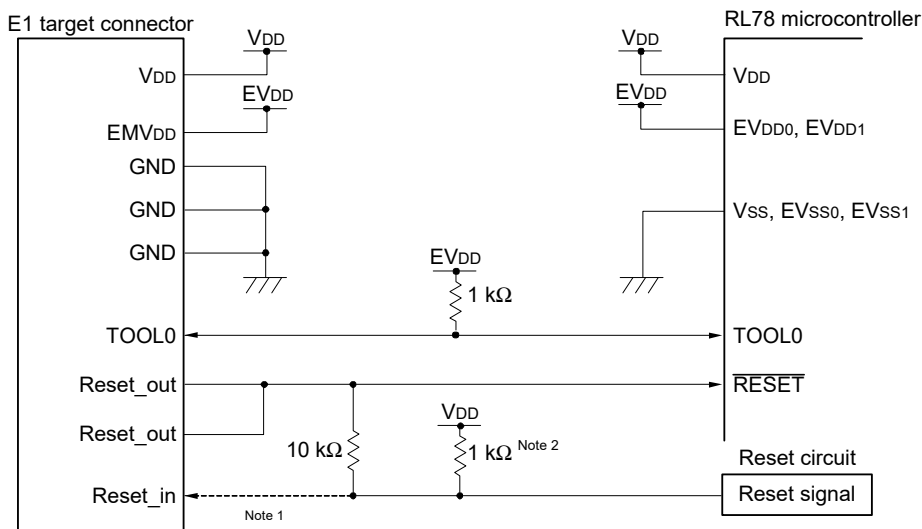 E1 target connector
RL78 microcontroller
VDD
VDD
VDD
VDD
EVDD
EVDD
EMVDD
EVDD0, EVDD1
GND
GND
VSS, EVSS0, EVSS1
GND
EVDD
1 kΩ
TOOL0
TOOL0
Reset_out
RESET
VDD
Reset_out
10 kΩ
1 kΩ Note 2
Reset circuit
Reset_in
Reset signal
Note 1